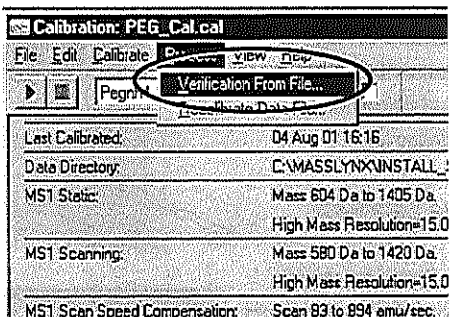 Calibration: PEG_Cal.cal
File Edit Calibrate Process View Help
Verification From File...
Last Calibrated: 04 Aug 01 16:16
Data Directory: C:\MASSLYNX\INSTALL_
MS1 Static: Mass 604 Da to 1405 Da.
High Mass Resolution=15.0
MS1 Scanning: Mass 580 Da to 1420 Da.
High Mass Resolution=15.0
MS1 Scan Speed Compensation: Scan 83 to 894 amu/sec.